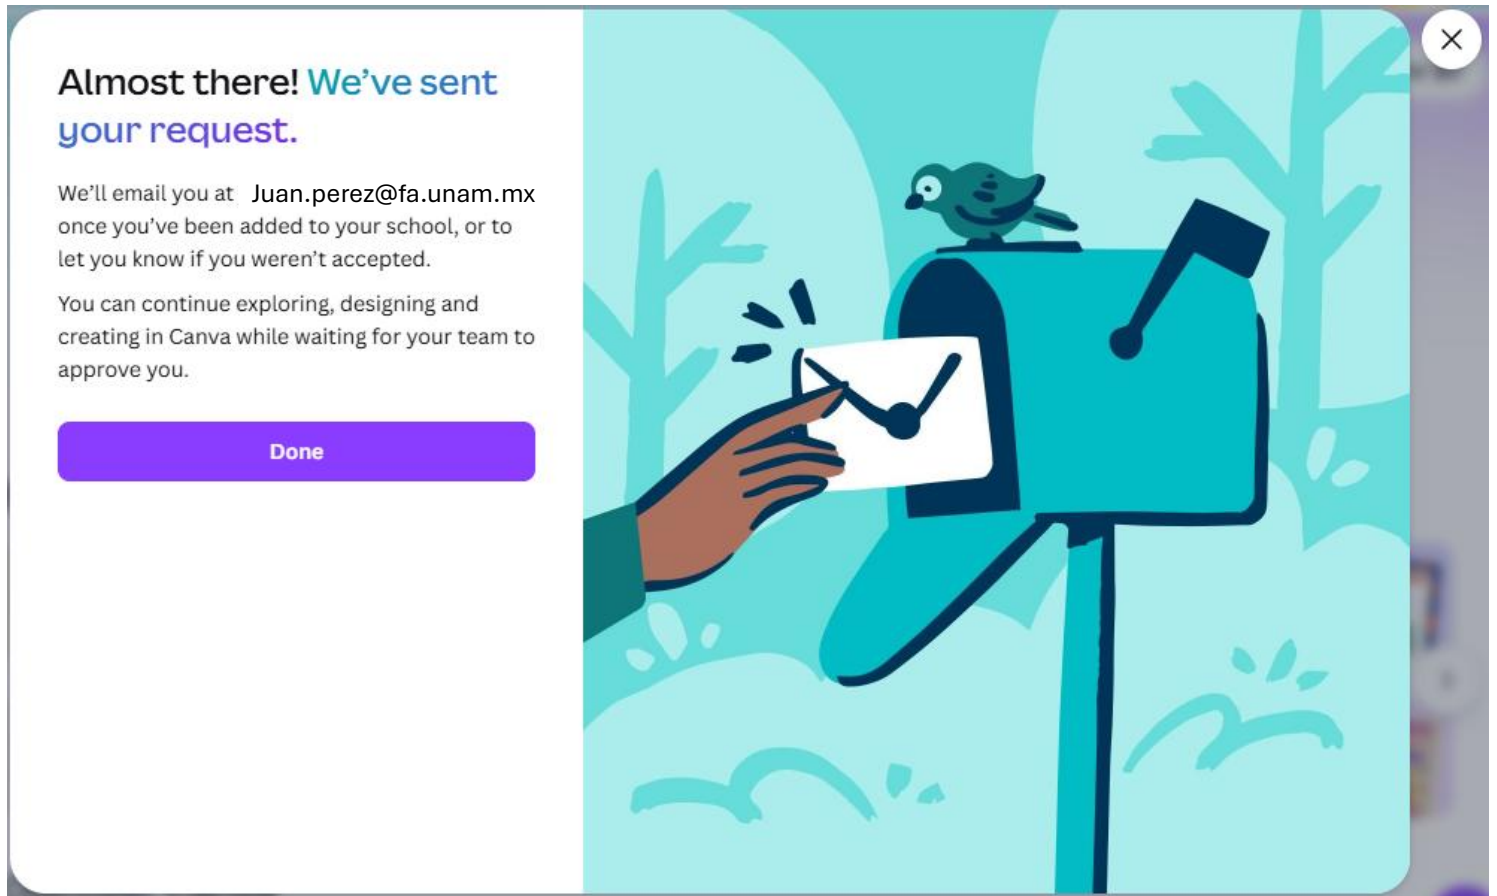 Almost there! We’ve sent
your request.
We’ll email you at Juan.perez@fa.unam.mx
once you’ve been added to your school, or to
let you know if you weren’t accepted.
You can continue exploring, designing and
creating in Canva while waiting for your team to
approve you.
Done